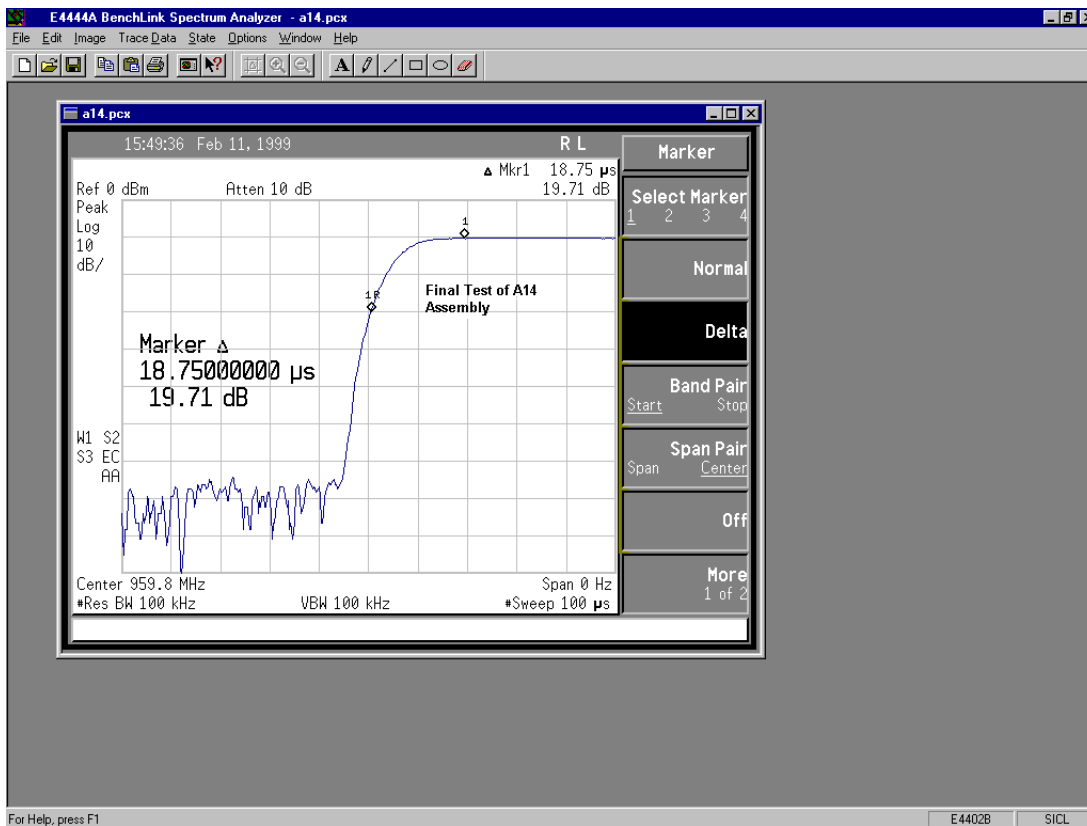 E4444A BenchLink Spectrum Analyzer - a14.pcx
File Edit Image Trace Data State Options Window Help
a14.pcx
15:49:36 Feb 11, 1999 R L
Δ Mkr1 18.75 µs
Ref 0 dBm Atten 10 dB 19.71 dB
Peak
Log
10
dB/
1
1R
Final Test of A14
Assembly
Marker Δ
18.75000000 µs
19.71 dB
W1 S2
S3 EC
AA
Center 959.8 MHz Span 0 Hz
#Res BW 100 kHz VBW 100 kHz #Sweep 100 µs
Marker
Select Marker
1 2 3 4
Normal
Delta
Band Pair
Start Stop
Span Pair
Span Center
Off
More
1 of 2
For Help, press F1 E4402B SICL